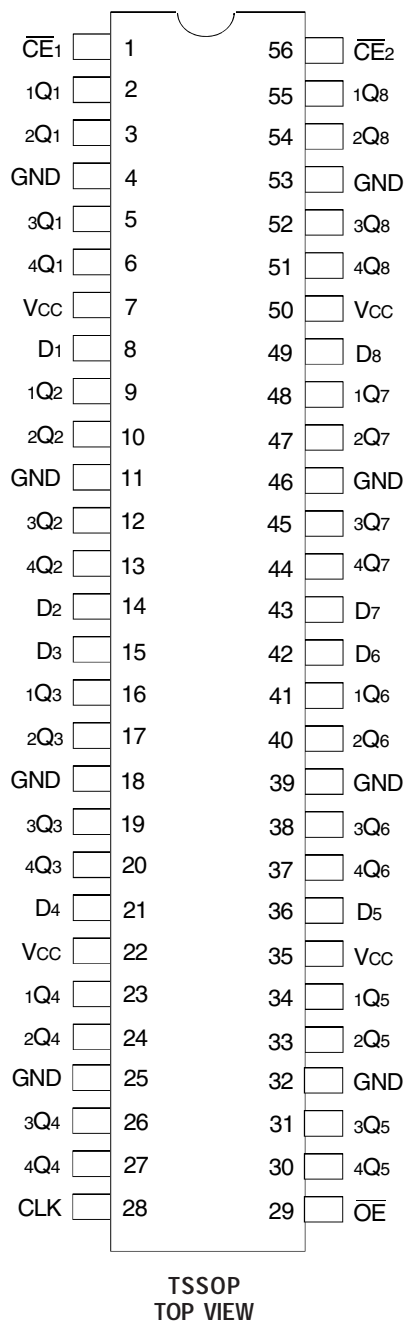 C̅E̅1 1 56 C̅E̅2
1Q1 2 55 1Q8
2Q1 3 54 2Q8
GND 4 53 GND
3Q1 5 52 3Q8
4Q1 6 51 4Q8
VCC 7 50 VCC
D1 8 49 D8
1Q2 9 48 1Q7
2Q2 10 47 2Q7
GND 11 46 GND
3Q2 12 45 3Q7
4Q2 13 44 4Q7
D2 14 43 D7
D3 15 42 D6
1Q3 16 41 1Q6
2Q3 17 40 2Q6
GND 18 39 GND
3Q3 19 38 3Q6
4Q3 20 37 4Q6
D4 21 36 D5
VCC 22 35 VCC
1Q4 23 34 1Q5
2Q4 24 33 2Q5
GND 25 32 GND
3Q4 26 31 3Q5
4Q4 27 30 4Q5
CLK 28 29 O̅E̅
TSSOP
TOP VIEW